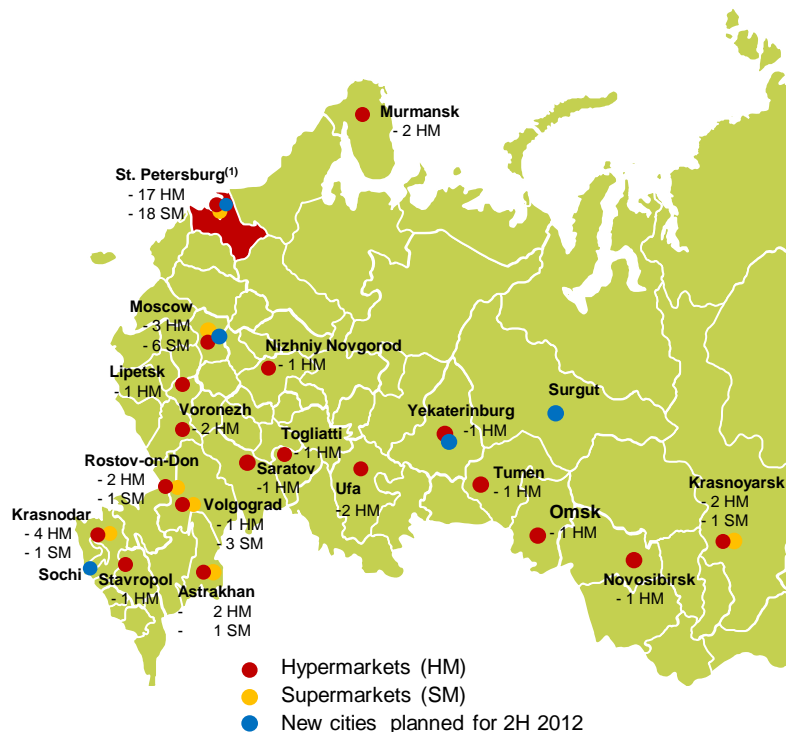 Murmansk
- 2 HM
St. Petersburg(1)
- 17 HM
- 18 SM
Moscow
- 3 HM
- 6 SM
Nizhniy Novgorod
- 1 HM
Lipetsk
- 1 HM
Surgut
Voronezh
- 2 HM
Yekaterinburg
-1 HM
Togliatti
- 1 HM
Rostov-on-Don
- 2 HM
- 1 SM
Saratov
-1 HM
Ufa
-2 HM
Tumen
- 1 HM
Krasnoyarsk
- 2 HM
- 1 SM
Volgograd
- 1 HM
- 3 SM
Omsk
- 1 HM
Krasnodar
- 4 HM
- 1 SM
Sochi
Stavropol
- 1 HM
Astrakhan
- 2 HM
- 1 SM
Novosibirsk
- 1 HM
Hypermarkets (HM)
Supermarkets (SM)
New cities planned for 2H 2012